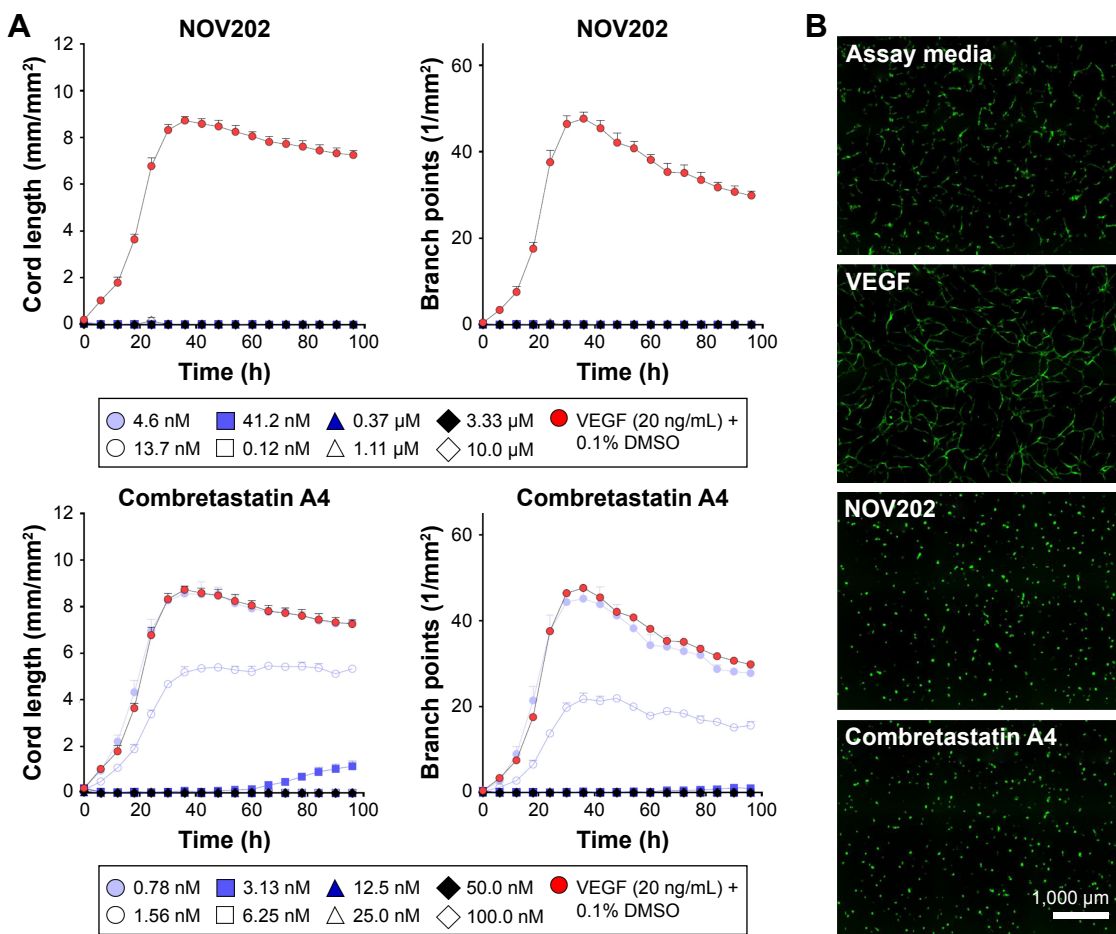 A
NOV202
Cord length (mm/mm²)
12
10
8
6
4
2
0
0 20 40 60 80 100
Time (h)
NOV202
Branch points (1/mm²)
60
40
20
0
0 20 40 60 80 100
Time (h)
4.6 nM 41.2 nM 0.37 µM 3.33 µM VEGF (20 ng/mL) +
13.7 nM 0.12 nM 1.11 µM 10.0 µM 0.1% DMSO
Combretastatin A4
Cord length (mm/mm²)
12
10
8
6
4
2
0
0 20 40 60 80 100
Time (h)
Combretastatin A4
Branch points (1/mm²)
60
40
20
0
0 20 40 60 80 100
Time (h)
0.78 nM 3.13 nM 12.5 nM 50.0 nM VEGF (20 ng/mL) +
1.56 nM 6.25 nM 25.0 nM 100.0 nM 0.1% DMSO
B
Assay media
VEGF
NOV202
Combretastatin A4
1,000 µm